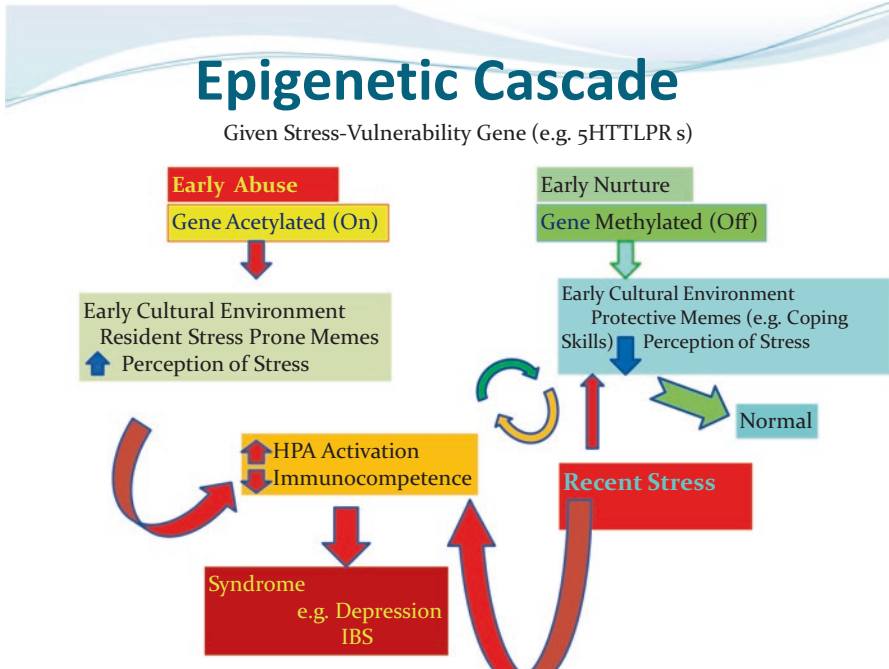 Epigenetic Cascade
Given Stress-Vulnerability Gene (e.g. 5HTTLPR s)
Early Abuse
Gene Acetylated (On)
Early Cultural Environment
Resident Stress Prone Memes
Perception of Stress
Early Nurture
Gene Methylated (Off)
Early Cultural Environment
Protective Memes (e.g. Coping
Skills) Perception of Stress
Normal
HPA Activation
Immunocompetence
Recent Stress
Syndrome
e.g. Depression
IBS